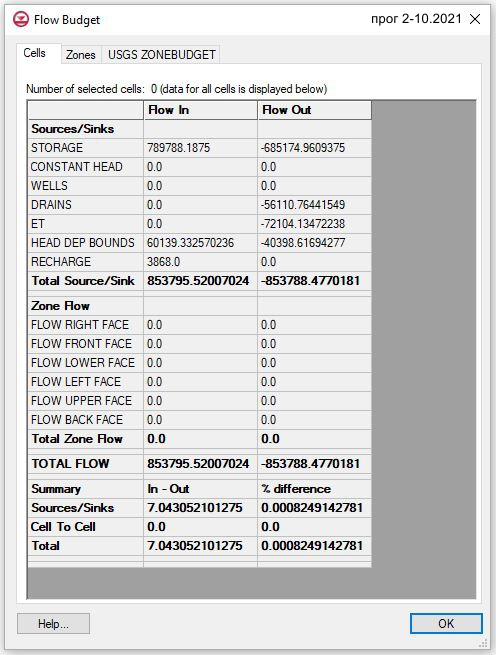 Flow Budget прог 2-10.2021
Cells Zones USGS ZONEBUDGET
Number of selected cells: 0 (data for all cells is displayed below)
Flow In Flow Out
Sources/Sinks
STORAGE 789788.1875 -685174.9609375
CONSTANT HEAD 0.0 0.0
WELLS 0.0 0.0
DRAINS 0.0 -56110.76441549
ET 0.0 -72104.13472238
HEAD DEP BOUNDS 60139.332570236 -40398.61694277
RECHARGE 3868.0 0.0
Total Source/Sink 853795.52007024 -853788.4770181
Zone Flow
FLOW RIGHT FACE 0.0 0.0
FLOW FRONT FACE 0.0 0.0
FLOW LOWER FACE 0.0 0.0
FLOW LEFT FACE 0.0 0.0
FLOW UPPER FACE 0.0 0.0
FLOW BACK FACE 0.0 0.0
Total Zone Flow 0.0 0.0
TOTAL FLOW 853795.52007024 -853788.4770181
Summary In - Out % difference
Sources/Sinks 7.043052101275 0.0008249142781
Cell To Cell 0.0 0.0
Total 7.043052101275 0.0008249142781
Help... OK